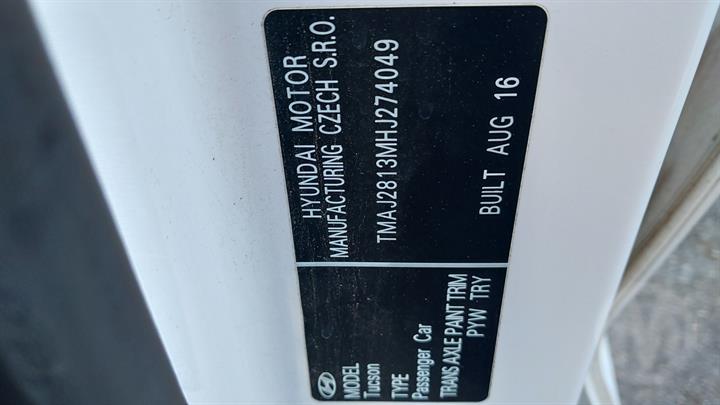 HYUNDAI MOTOR
MANUFACTURING CZECH S.R.O.
TMAJ2813MHJ274049
BUILT AUG 16
MODEL
Tucson
TYPE
Passenger Car
TRANS AXLE PAINT TRIM
PYW TRY